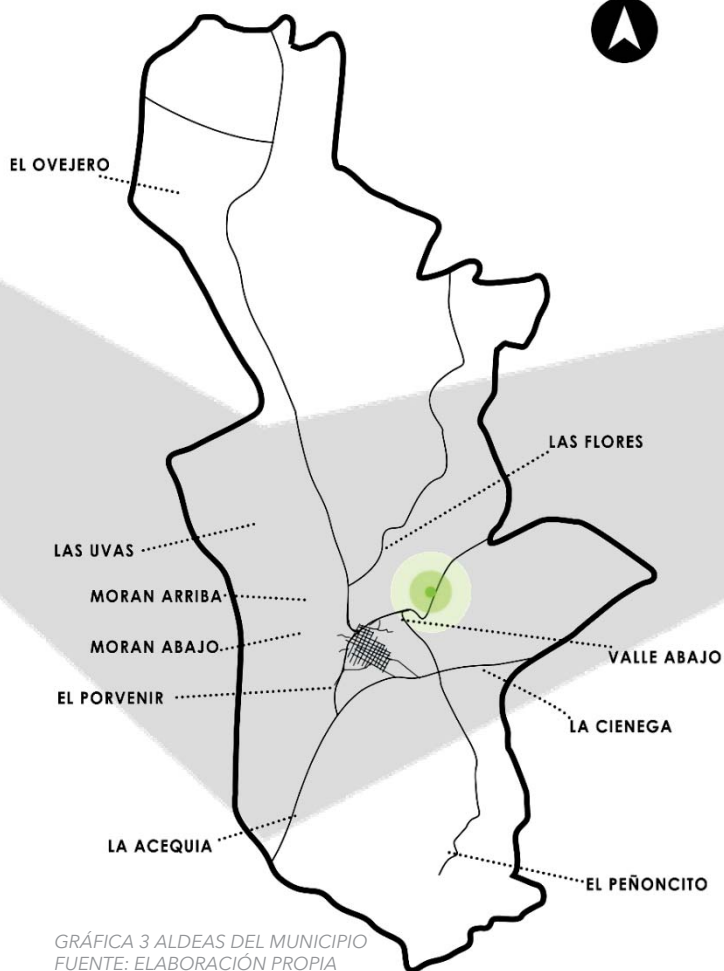 EL OVEJERO
LAS FLORES
LAS UVAS
MORAN ARRIBA
MORAN ABAJO
VALLE ABAJO
EL PORVENIR
LA CIENEGA
LA ACEQUIA
EL PEÑONCITO
GRÁFICA 3 ALDEAS DEL MUNICIPIO
FUENTE: ELABORACIÓN PROPIA